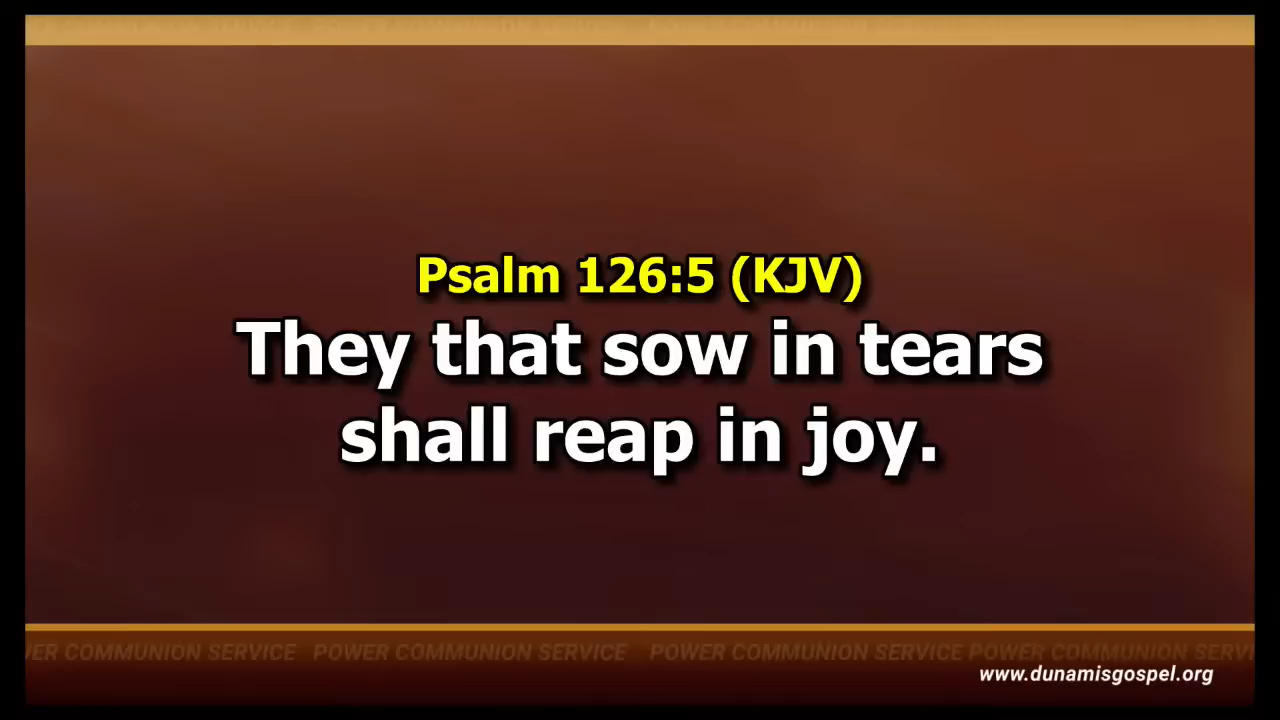 Psalm 126:5 (KJV)
They that sow in tears
shall reap in joy.
ER COMMUNION SERVICE POWER COMMUNION SERVICE POWER COMMUNION SERVICE POWER COMMUNION SERVI
www.dunamisgospel.org